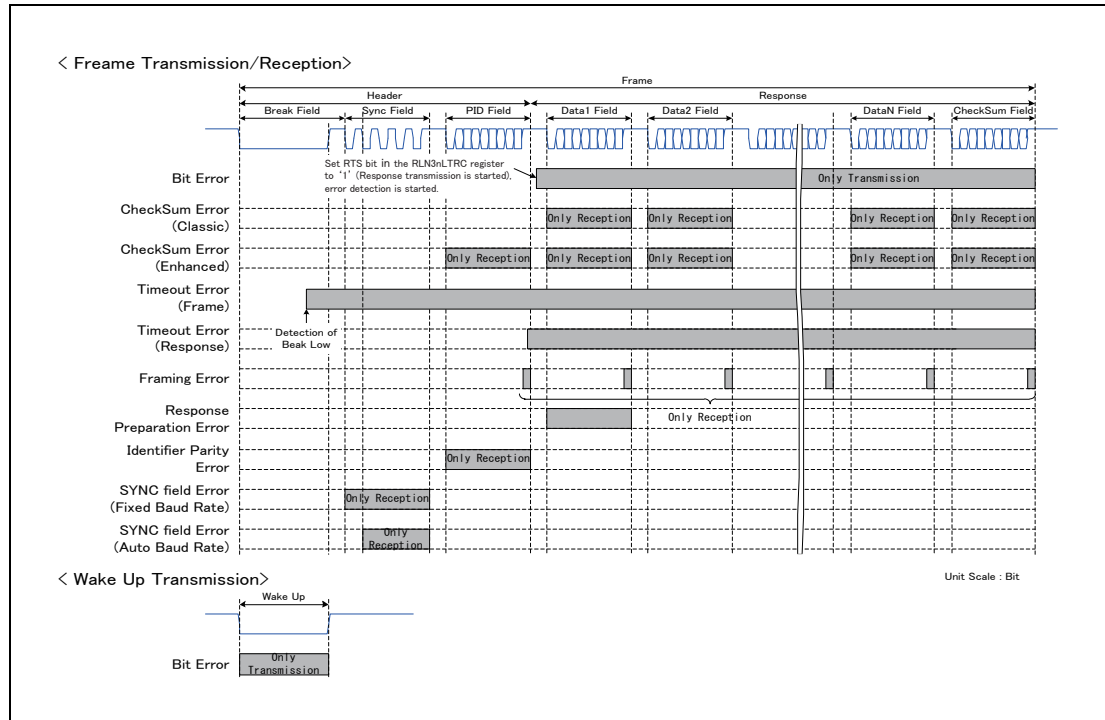 < Freame Transmission/Reception>
Frame
Header
Response
Break Field
Sync Field
PID Field
Data1 Field
Data2 Field
DataN Field
CheckSum Field
Set RTS bit in the RLN3nLTRC register
to ‘1’ (Response transmission is started),
error detection is started.
Bit Error
Only Transmission
CheckSum Error
(Classic)
Only Reception
Only Reception
Only Reception
Only Reception
CheckSum Error
(Enhanced)
Only Reception
Only Reception
Only Reception
Only Reception
Only Reception
Timeout Error
(Frame)
Detection of
Beak Low
Timeout Error
(Response)
Framing Error
Only Reception
Response
Preparation Error
Identifier Parity
Error
Only Reception
SYNC field Error
(Fixed Baud Rate)
Only Reception
SYNC field Error
(Auto Baud Rate)
Only
Reception
< Wake Up Transmission>
Unit Scale : Bit
Wake Up
Bit Error
Only
Transmission